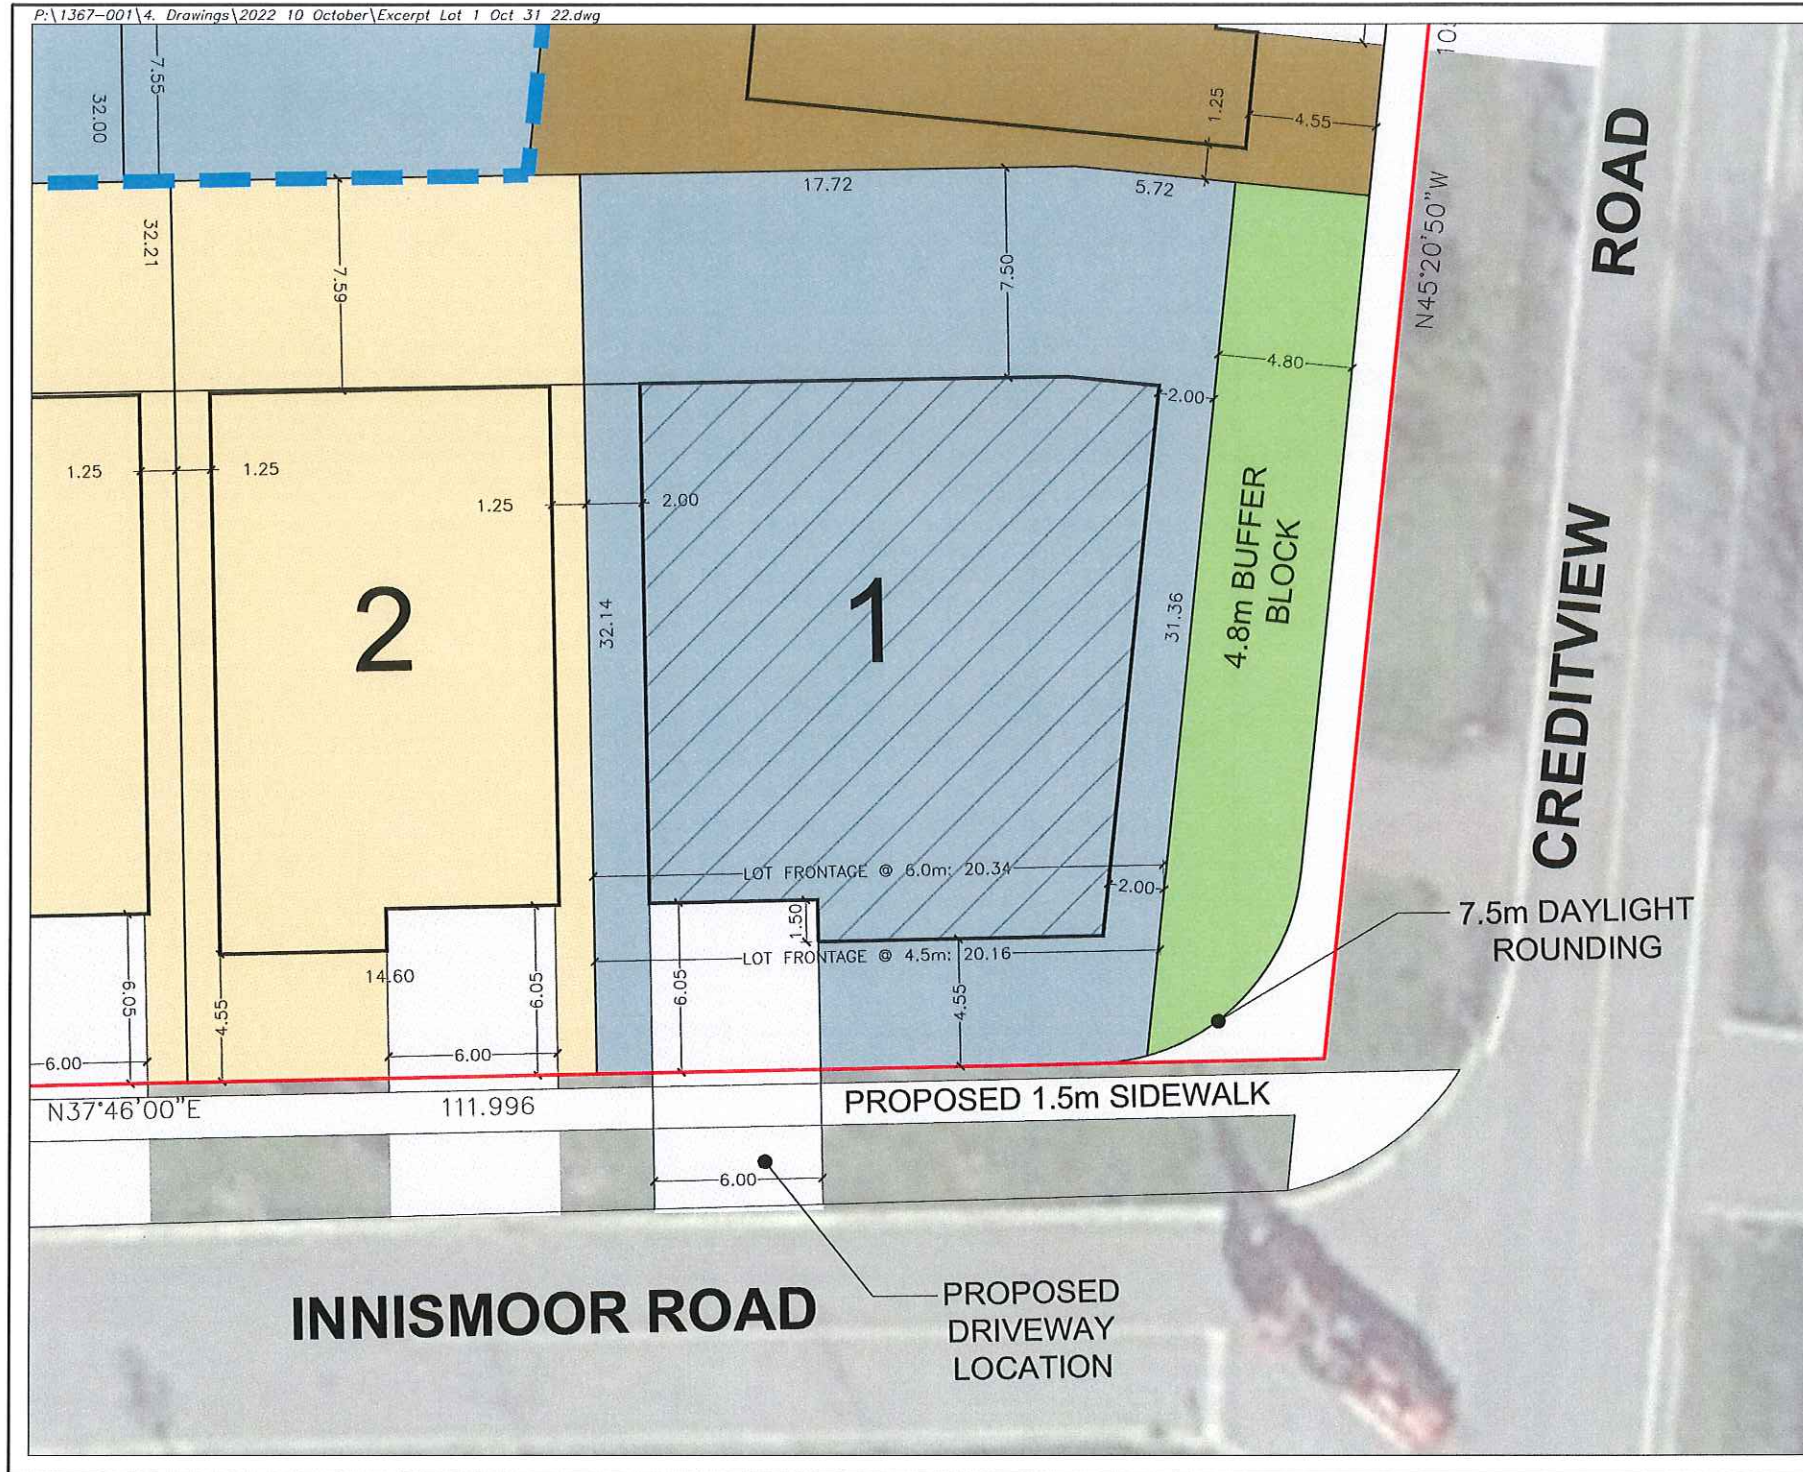 P:\1367-001\4. Drawings\2022 10 October\Excerpt Lot 1 Oct 31 22.dwg
7.55
32.00
1.25
4.55
17.72
5.72
32.21
7.59
7.50
N45°20'50"W
ROAD
4.80
2.00
1.25
1.25
1.25
2.00
2
1
32.14
31.36
4.8m BUFFER
BLOCK
CREDITVIEW
LOT FRONTAGE @ 6.0m: 20.34
2.00
1.50
7.5m DAYLIGHT
ROUNDING
LOT FRONTAGE @ 4.5m: 20.16
14.60
6.05
4.55
6.05
6.05
4.55
6.00
6.00
N37°46'00"E
111.996
PROPOSED 1.5m SIDEWALK
6.00
INNISMOOR ROAD
PROPOSED
DRIVEWAY
LOCATION